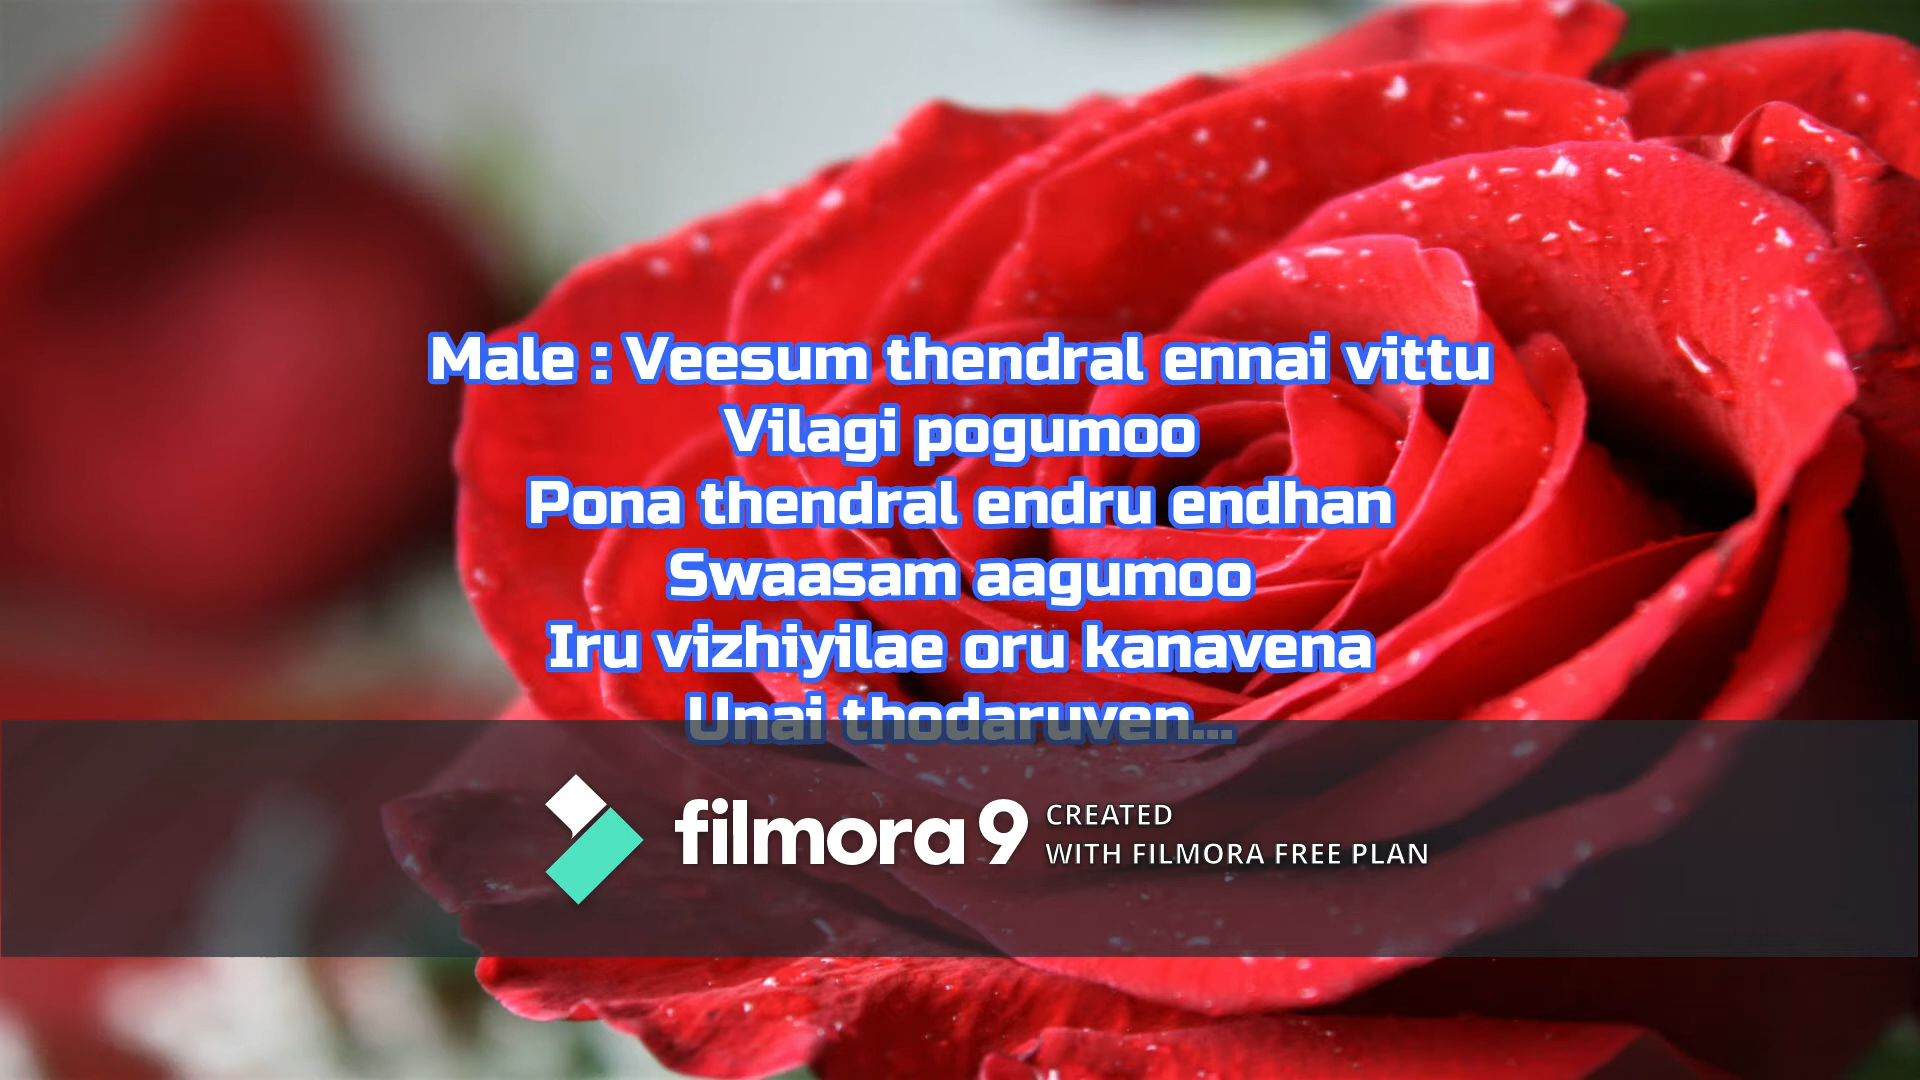 Male : Veesum thendral ennai vittu
Vilagi pogumoo
Pona thendral endru endhan
Swaasam aagumoo
Iru vizhiyilae oru kanavena
Unai thodaruven...
filmora 9
CREATED
WITH FILMORA FREE PLAN